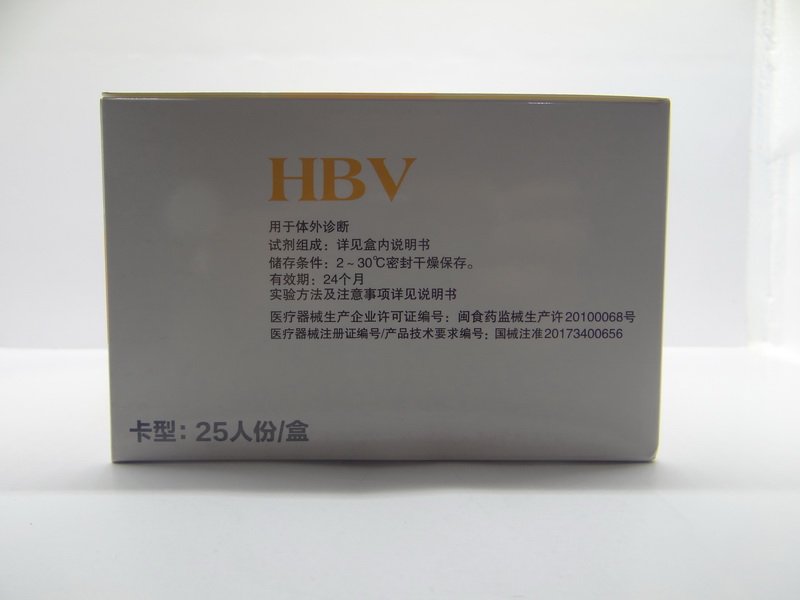 HBV
用于体外诊断
试剂组成：详见盒内说明书
储存条件：2～30℃密封干燥保存。
有效期：24个月
实验方法及注意事项详见说明书
医疗器械生产企业许可证编号：闽食药监械生产许20100068号
医疗器械注册证编号/产品技术要求编号：国械注准20173400656
卡型：25人份/盒